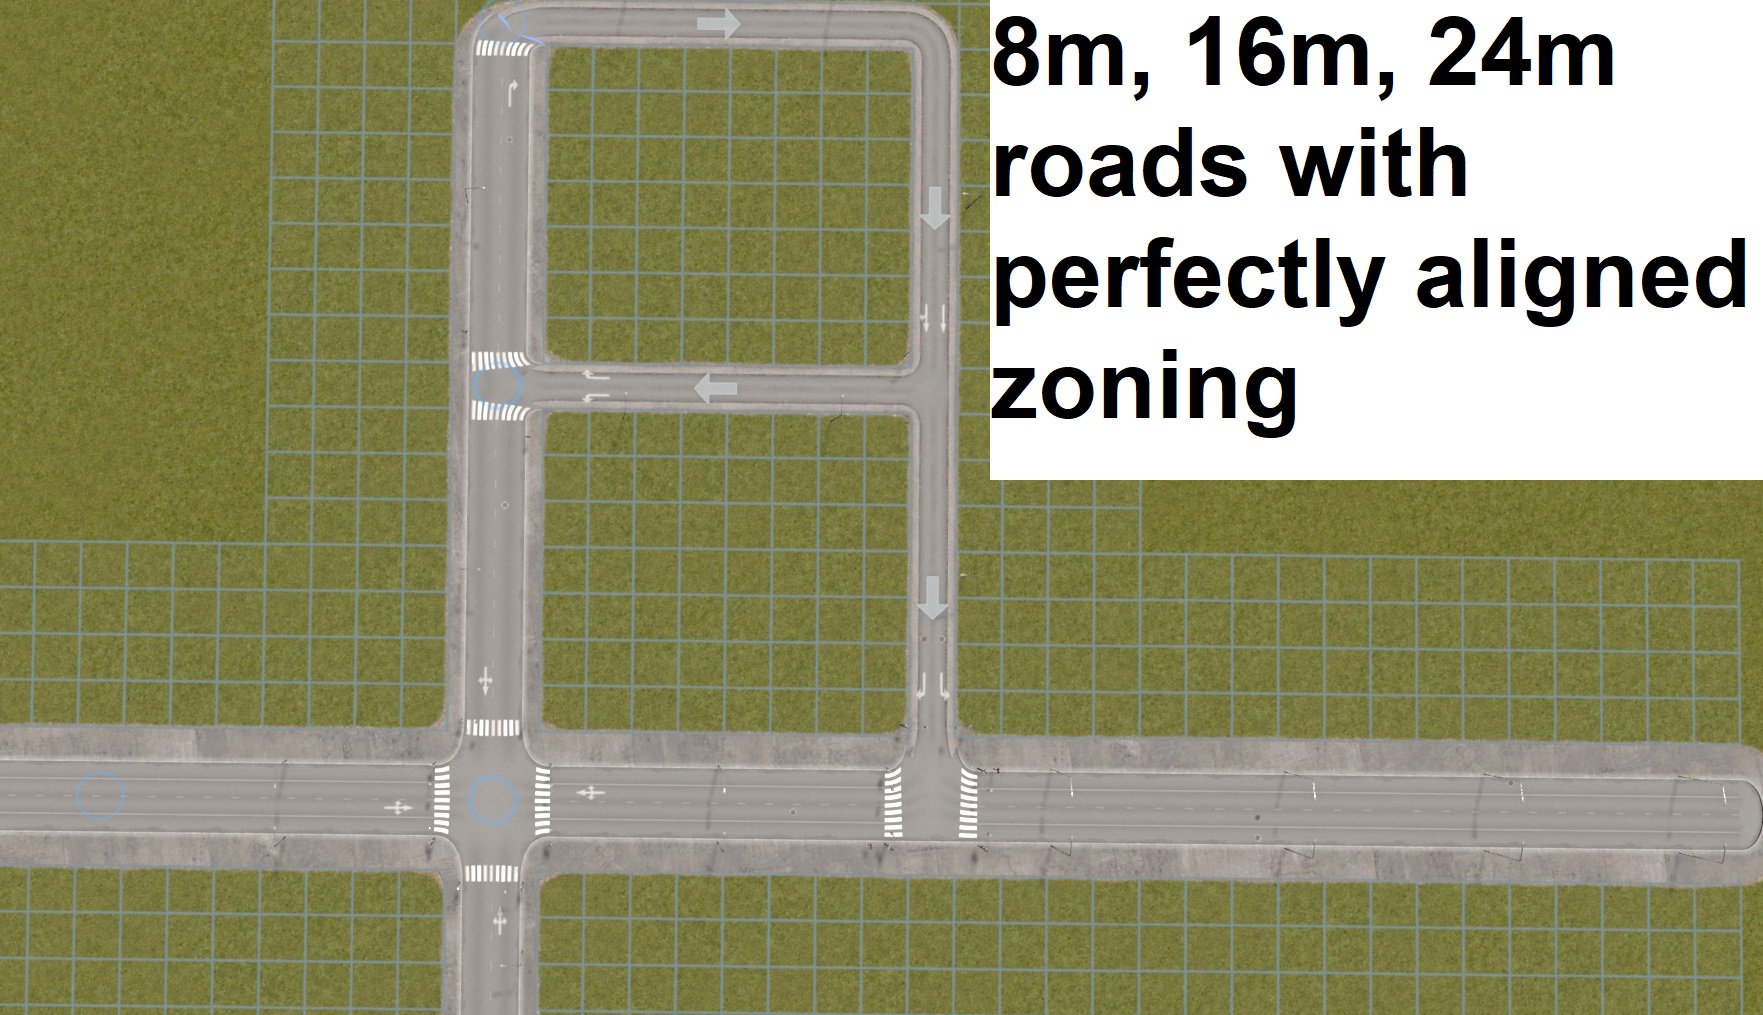 8m, 16m, 24m
roads with
perfectly aligned
zoning